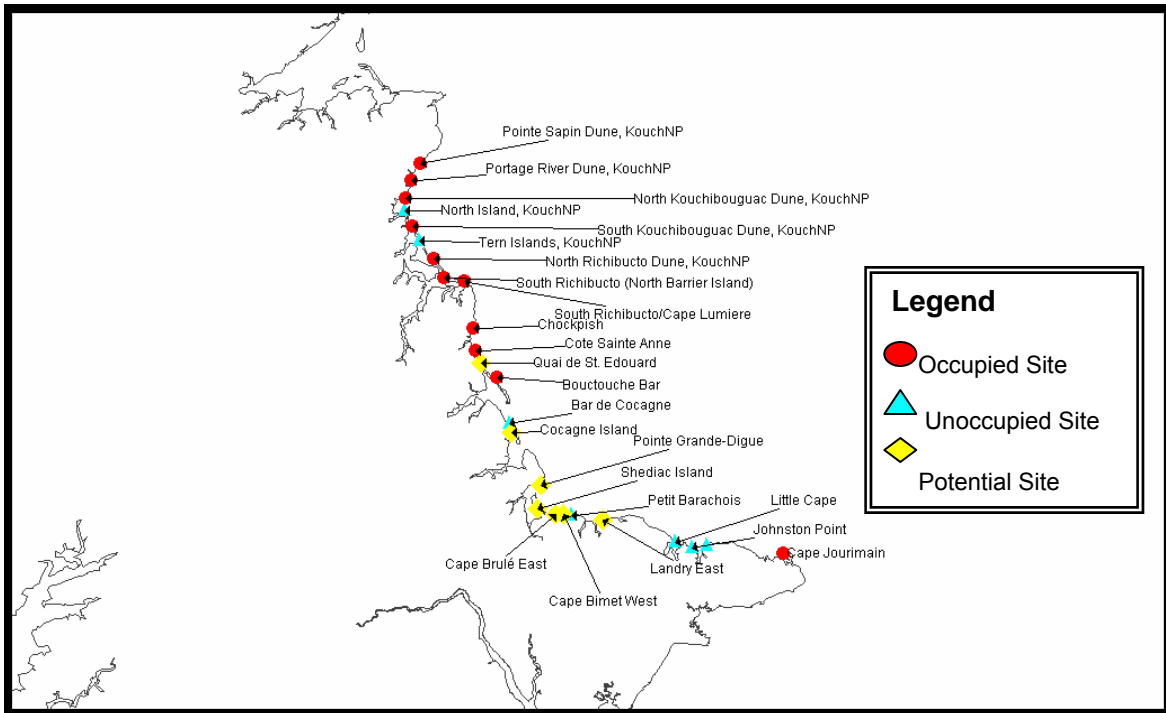 Pointe Sapin Dune, KouchNP
Portage River Dune, KouchNP
North Kouchibouguac Dune, KouchNP
North Island, KouchNP
South Kouchibouguac Dune, KouchNP
Tern Islands, KouchNP
North Richibucto Dune, KouchNP
South Richibucto (North Barrier Island)
South Richibucto/Cape Lumiere
Chockpish
Cote Sainte Anne
Quai de St. Edouard
Bouctouche Bar
Bar de Cocagne
Cocagne Island
Pointe Grande-Digue
Shediac Island
Petit Barachois
Little Cape
Johnston Point
Cape Jourimain
Cape Brulé East
Landry East
Cape Bimet West
Legend
Occupied Site
Unoccupied Site
Potential Site